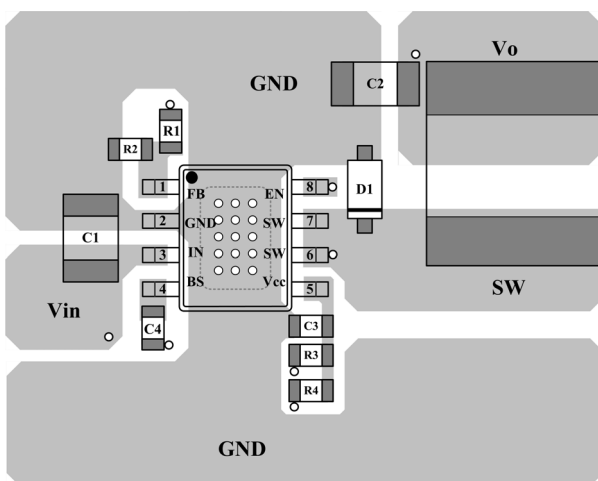 Vo
GND
C2
R1
R2
D1
1 FB EN 8
2 GND SW 7
C1
3 IN SW 6
4 BS Vcc 5
SW
Vin
C4
C3
R3
R4
GND